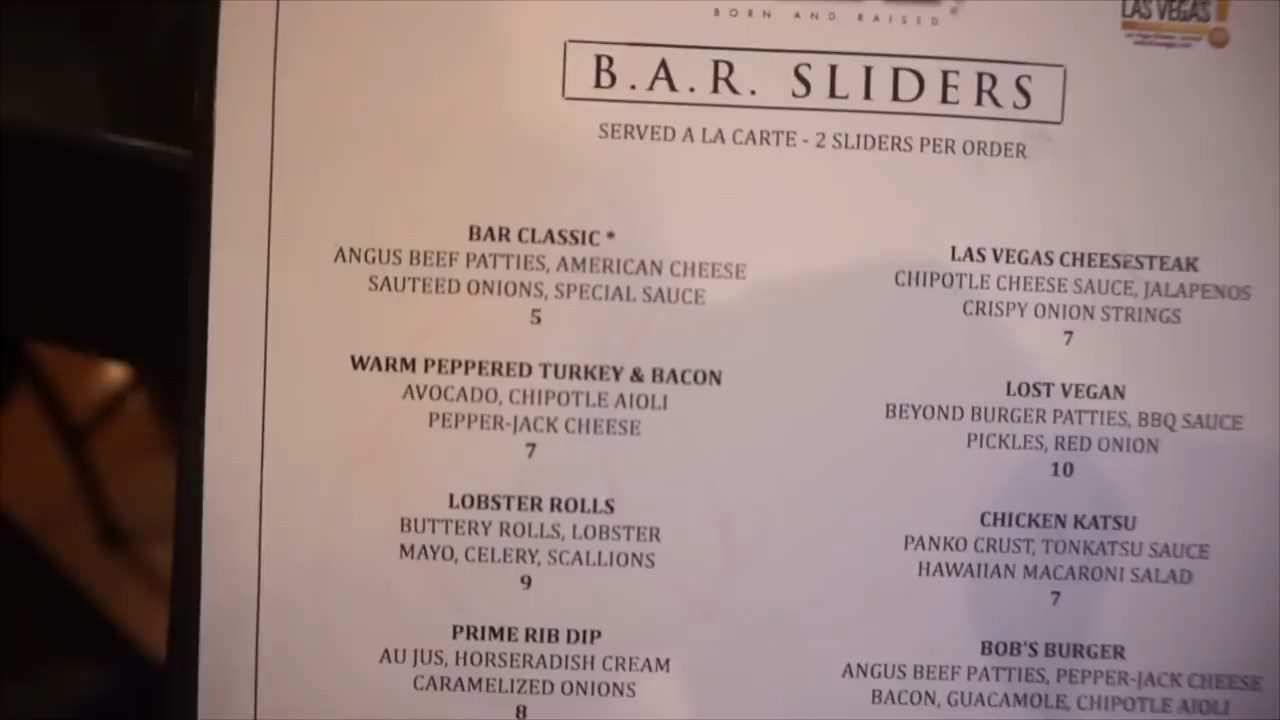 BORN AND RAISED
LAS VEGAS!
B.A.R. SLIDERS
SERVED A LA CARTE - 2 SLIDERS PER ORDER
BAR CLASSIC *
ANGUS BEEF PATTIES, AMERICAN CHEESE
SAUTEED ONIONS, SPECIAL SAUCE
5
WARM PEPPERED TURKEY & BACON
AVOCADO, CHIPOTLE AIOLI
PEPPER-JACK CHEESE
7
LOBSTER ROLLS
BUTTERY ROLLS, LOBSTER
MAYO, CELERY, SCALLIONS
9
PRIME RIB DIP
AU JUS, HORSERADISH CREAM
CARAMELIZED ONIONS
8
LAS VEGAS CHEESESTEAK
CHIPOTLE CHEESE SAUCE, JALAPENOS
CRISPY ONION STRINGS
7
LOST VEGAN
BEYOND BURGER PATTIES, BBQ SAUCE
PICKLES, RED ONION
10
CHICKEN KATSU
PANKO CRUST, TONKATSU SAUCE
HAWAIIAN MACARONI SALAD
7
BOB'S BURGER
ANGUS BEEF PATTIES, PEPPER-JACK CHEESE
BACON, GUACAMOLE, CHIPOTLE AIOLI